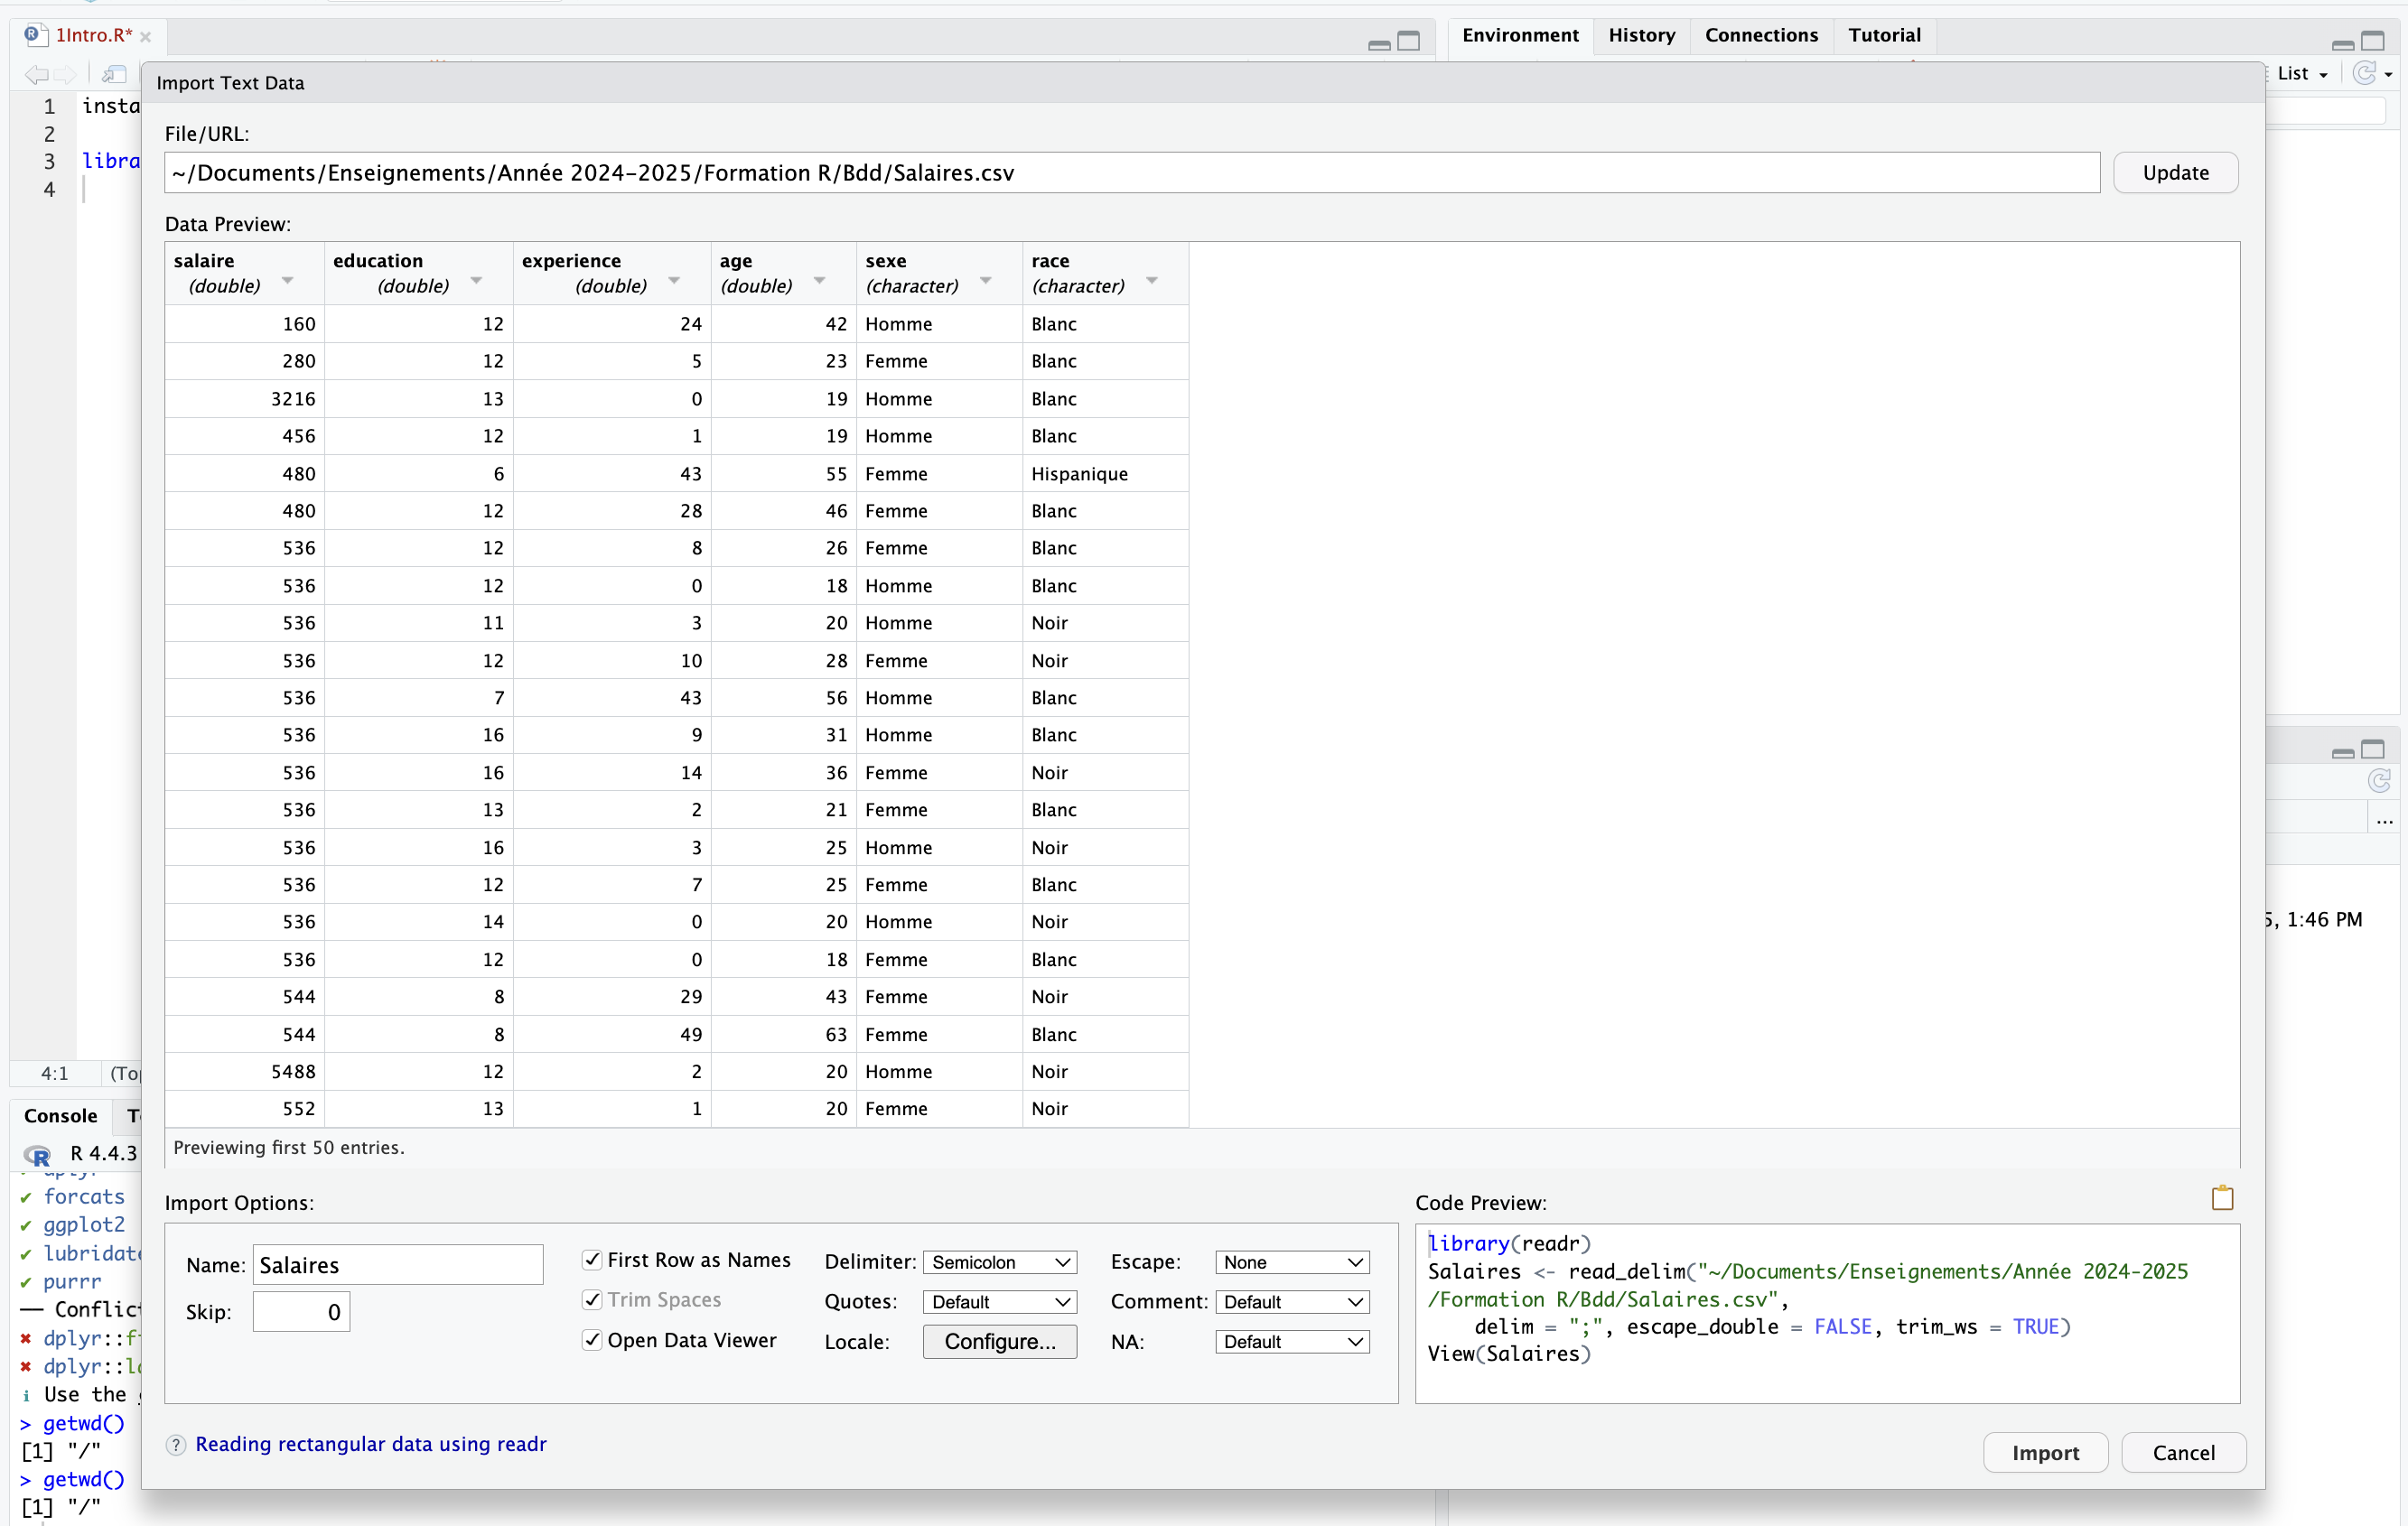 1Intro.R*
Environment History Connections Tutorial
List
Import Text Data
1 insta
2
3 libra
4
File/URL:
~/Documents/Enseignements/Année 2024-2025/Formation R/Bdd/Salaires.csv Update
Data Preview:
salaire education experience age sexe race
(double) (double) (double) (double) (character) (character)
160 12 24 42 Homme Blanc
280 12 5 23 Femme Blanc
3216 13 0 19 Homme Blanc
456 12 1 19 Homme Blanc
480 6 43 55 Femme Hispanique
480 12 28 46 Femme Blanc
536 12 8 26 Femme Blanc
536 12 0 18 Homme Blanc
536 11 3 20 Homme Noir
536 12 10 28 Femme Noir
536 7 43 56 Homme Blanc
536 16 9 31 Homme Blanc
536 16 14 36 Femme Noir
536 13 2 21 Femme Blanc
536 16 3 25 Homme Noir
536 12 7 25 Femme Blanc
536 14 0 20 Homme Noir
536 12 0 18 Femme Blanc
544 8 29 43 Femme Noir
544 8 49 63 Femme Blanc
5488 12 2 20 Homme Noir
552 13 1 20 Femme Noir
Previewing first 50 entries.
...
5, 1:46 PM
4:1 (Top
Console Te
R 4.4.3
✔ dplyr
✔ forcats
✔ ggplot2
✔ lubridate
✔ purrr
── Conflict
✖ dplyr::fi
✖ dplyr::la
ℹ Use the
> getwd()
[1] "/"
> getwd()
[1] "/"
Import Options:
Name: Salaires
Skip: 0
First Row as Names
Trim Spaces
Open Data Viewer
Delimiter: Semicolon
Quotes: Default
Locale: Configure...
Escape: None
Comment: Default
NA: Default
Code Preview:
library(readr)
Salaires <- read_delim("~/Documents/Enseignements/Année 2024-2025
/Formation R/Bdd/Salaires.csv",
delim = ";", escape_double = FALSE, trim_ws = TRUE)
View(Salaires)
? Reading rectangular data using readr
Import Cancel